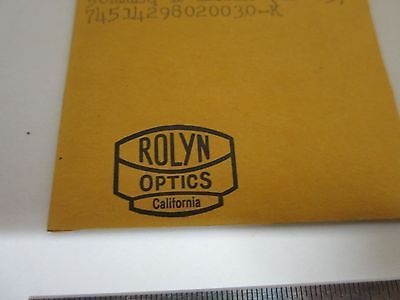 74514298020030-R
ROLYN
OPTICS
California